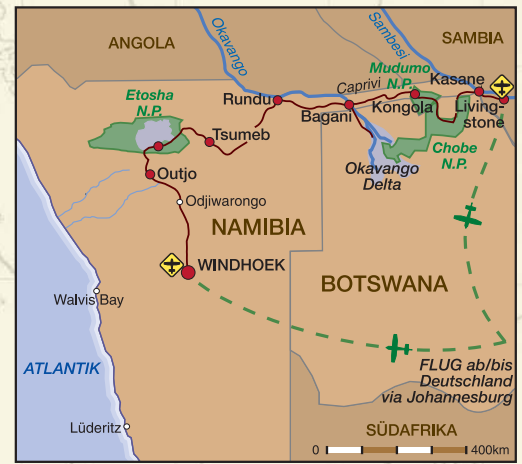 ANGOLA
Okavango
Sambesi
SAMBIA
Mudumo
N.P.
Caprivi
Kasane
Etosha
N.P.
Rundu
Bagani
Kongola
Living-
stone
Tsumeb
Chobe
N.P.
Okavango
Delta
Outjo
Odjiwarongo
NAMIBIA
WINDHOEK
BOTSWANA
Walvis Bay
ATLANTIK
FLUG ab/bis
Deutschland
via Johannesburg
Lüderitz
SÜDAFRIKA
0 400km